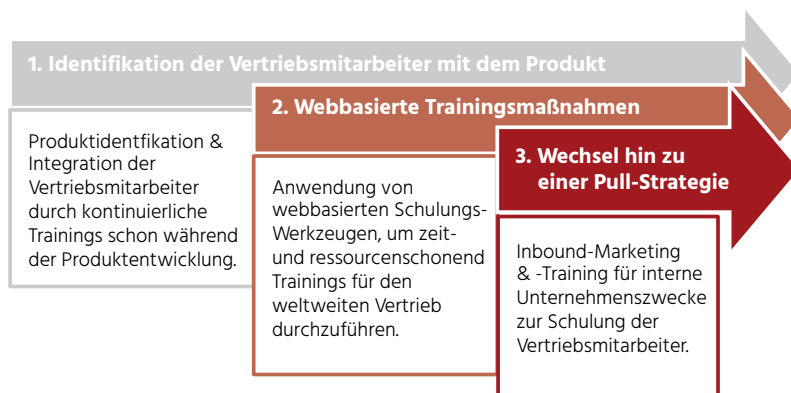 1. Identifikation der Vertriebsmitarbeiter mit dem Produkt
Produktidentfikation &
Integration der
Vertriebsmitarbeiter
durch kontinuierliche
Trainings schon während
der Produktentwicklung.
2. Webbasierte Trainingsmaßnahmen
Anwendung von
webbasierten Schulungs-
Werkzeugen, um zeit-
und ressourcenschonend
Trainings für den
weltweiten Vertrieb
durchzuführen.
3. Wechsel hin zu
einer Pull-Strategie
Inbound-Marketing
& -Training für interne
Unternehmenszwecke
zur Schulung der
Vertriebsmitarbeiter.